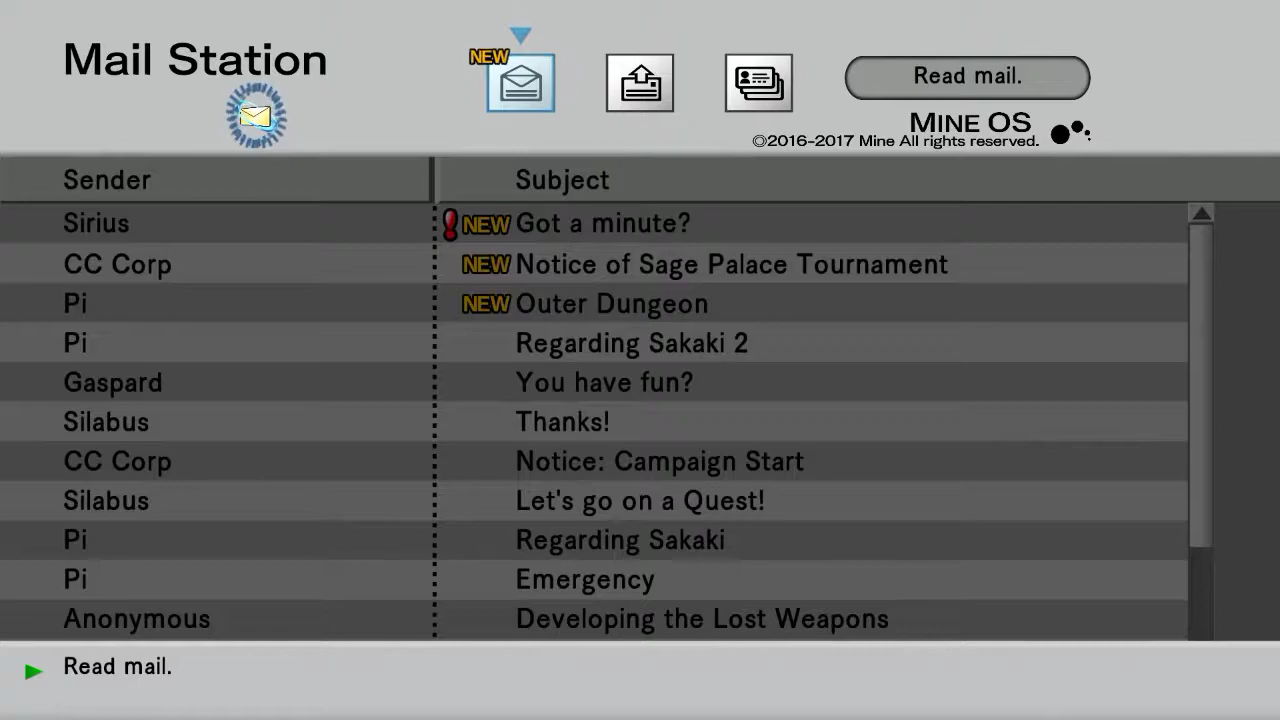 Mail Station
NEW
Read mail.
MINE OS
©2016-2017 Mine All rights reserved.
Sender Subject
Sirius NEW Got a minute?
CC Corp NEW Notice of Sage Palace Tournament
Pi NEW Outer Dungeon
Pi Regarding Sakaki 2
Gaspard You have fun?
Silabus Thanks!
CC Corp Notice: Campaign Start
Silabus Let's go on a Quest!
Pi Regarding Sakaki
Pi Emergency
Anonymous Developing the Lost Weapons
Read mail.